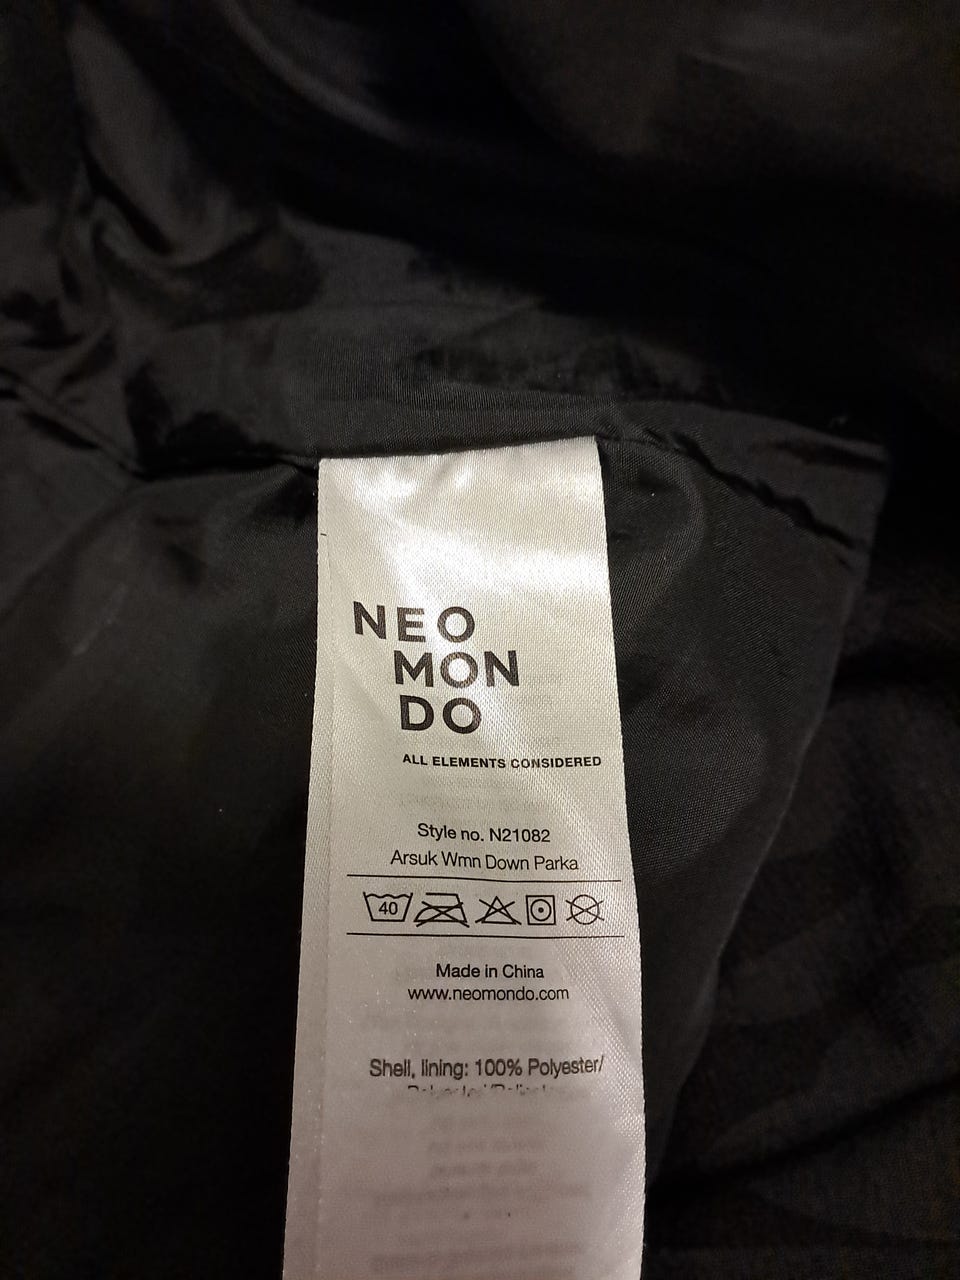 NEO
MON
DO
ALL ELEMENTS CONSIDERED
Style no. N21082
Arsuk Wmn Down Parka
40
Made in China
www.neomondo.com
Shell, lining: 100% Polyester/